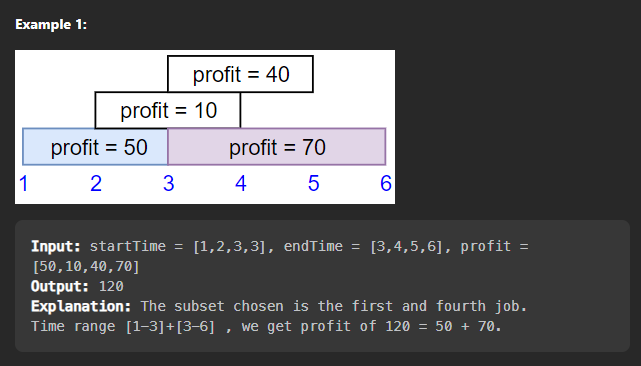 Example 1:
profit = 40
profit = 10
profit = 50 profit = 70
1 2 3 4 5 6
Input: startTime = [1,2,3,3], endTime = [3,4,5,6], profit =
[50,10,40,70]
Output: 120
Explanation: The subset chosen is the first and fourth job.
Time range [1–3]+[3–6] , we get profit of 120 = 50 + 70.